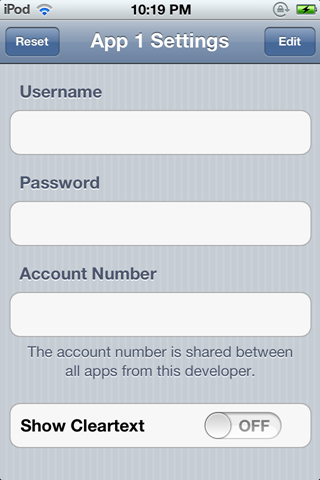 iPod 10:19 PM
Reset App 1 Settings Edit
Username
Password
Account Number
The account number is shared between
all apps from this developer.
Show Cleartext OFF